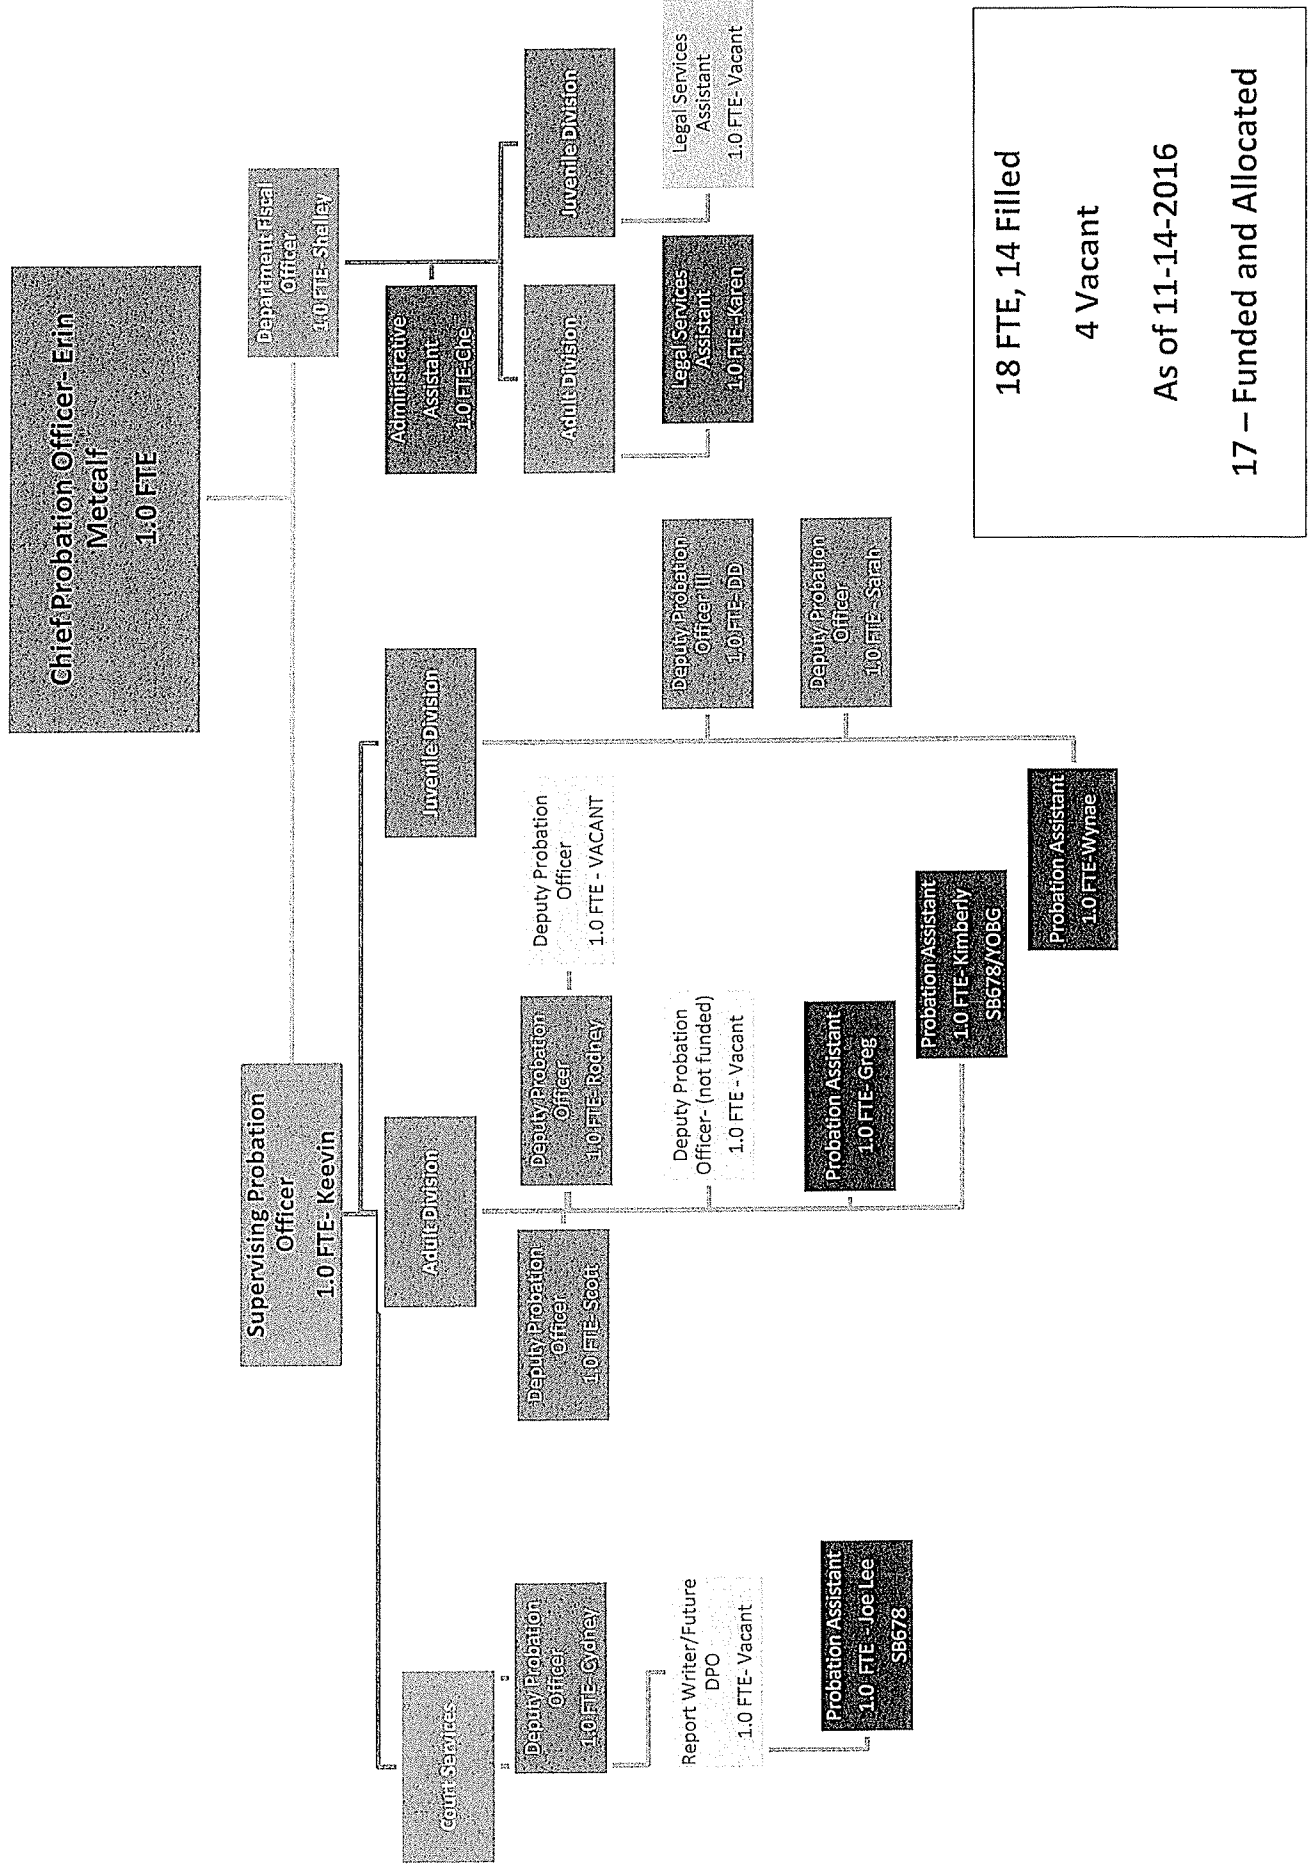 Chief Probation Officer- Erin
Metcalf
1.0 FTE
Supervising Probation
Officer
1.0 FTE- Keevin
Department Fiscal
Officer
1.0 FTE-Shelley
Court Services
Adult Division
Juvenile Division
Administrative
Assistant
1.0 FTE-Che
Adult Division
Juvenile Division
Deputy Probation
Officer
1.0 FTE- Cydney
Deputy Probation
Officer
1.0 FTE- Scott
Deputy Probation
Officer
1.0 FTE- Rodney
Deputy Probation
Officer
1.0 FTE - VACANT
Report Writer/Future
DPO
1.0 FTE- Vacant
Deputy Probation
Officer- (not funded)
1.0 FTE - Vacant
Deputy Probation
Officer III-
1.0 FTE- DD
Legal Services
Assistant
1.0 FTE-Karen
Legal Services
Assistant
1.0 FTE- Vacant
Probation Assistant
1.0 FTE - Joe Lee
SB678
Probation Assistant
1.0 FTE- Greg
Deputy Probation
Officer
1.0 FTE - Sarah
Probation Assistant
1.0 FTE- Kimberly
SB678/YOBG
Probation Assistant
1.0 FTE-Wynae
18 FTE, 14 Filled
4 Vacant
As of 11-14-2016
17 – Funded and Allocated